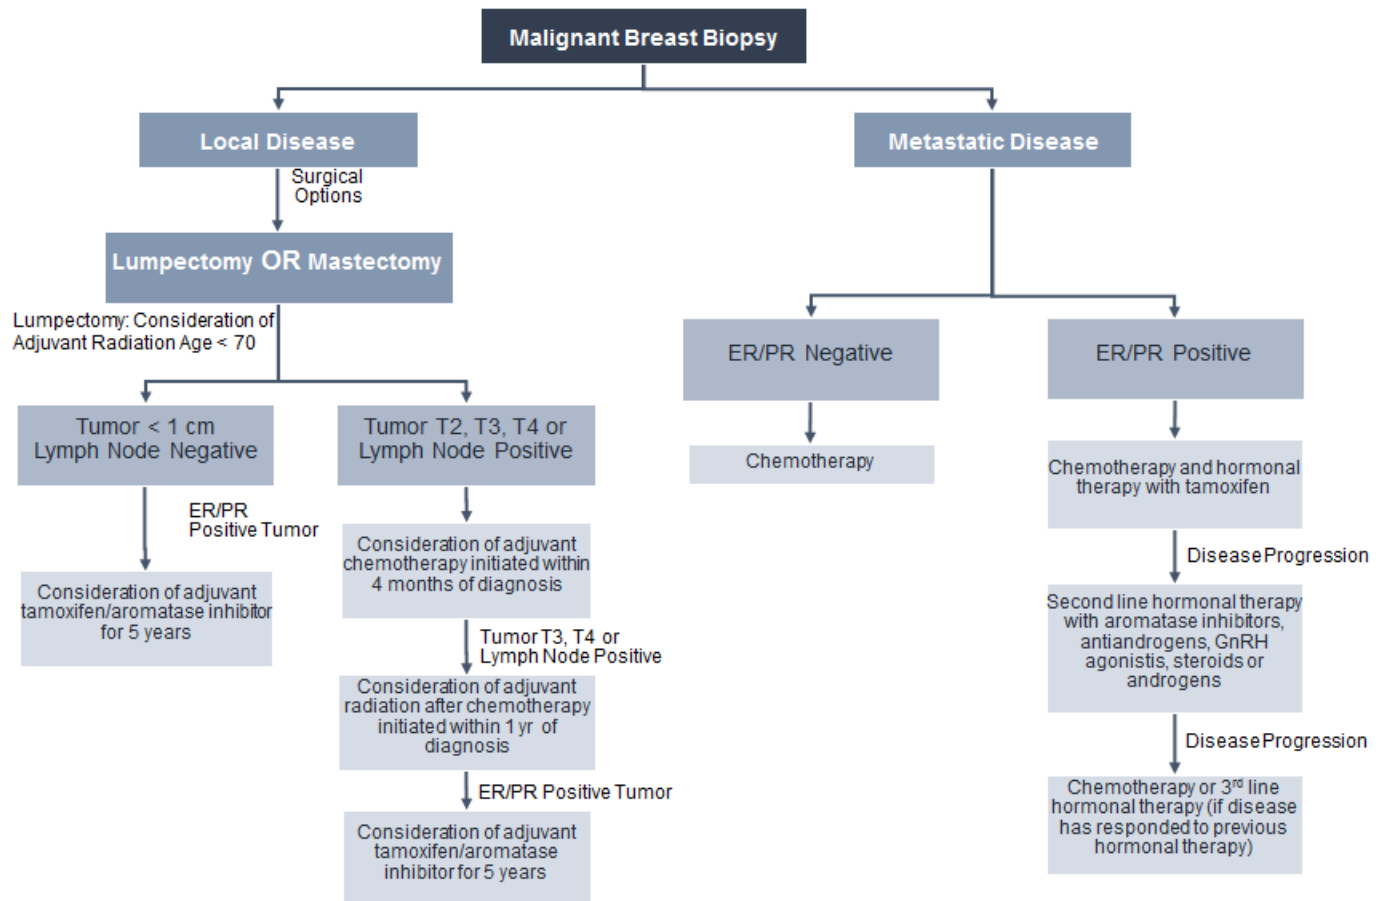 Malignant Breast Biopsy
Local Disease
Metastatic Disease
Surgical
Options
Lumpectomy OR Mastectomy
Lumpectomy: Consideration of
Adjuvant Radiation Age < 70
ER/PR Negative
ER/PR Positive
Tumor < 1 cm
Lymph Node Negative
Tumor T2, T3, T4 or
Lymph Node Positive
Chemotherapy
Chemotherapy and hormonal
therapy with tamoxifen
ER/PR
Positive Tumor
Consideration of adjuvant
chemotherapy initiated within
4 months of diagnosis
Disease Progression
Consideration of adjuvant
tamoxifen/aromatase inhibitor
for 5 years
Second line hormonal therapy
with aromatase inhibitors,
antiandrogens, GnRH
agonistis, steroids or
androgens
Tumor T3, T4 or
Lymph Node Positive
Consideration of adjuvant
radiation after chemotherapy
initiated within 1 yr of
diagnosis
Disease Progression
ER/PR Positive Tumor
Chemotherapy or 3rd line
hormonal therapy (if disease
has responded to previous
hormonal therapy)
Consideration of adjuvant
tamoxifen/aromatase
inhibitor for 5 years